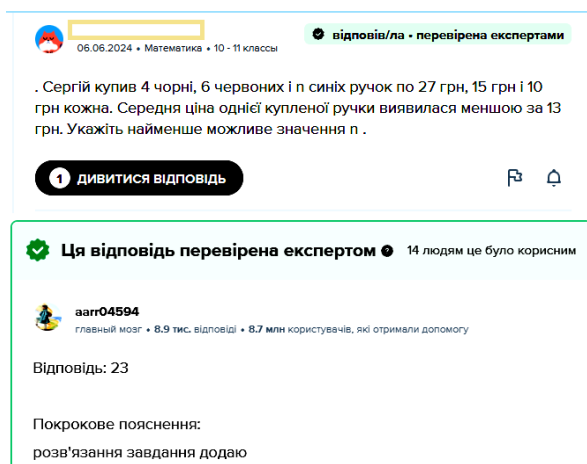 06.06.2024 • Математика • 10 - 11 классы
відповів/ла • перевірена експертами
. Сергій купив 4 чорні, 6 червоних і n синіх ручок по 27 грн, 15 грн і 10
грн кожна. Середня ціна однієї купленої ручки виявилася меншою за 13
грн. Укажіть найменше можливе значення n .
1 ДИВИТИСЯ ВІДПОВІДЬ
Ця відповідь перевірена експертом ? 14 людям це було корисним
aarr04594
главный мозг • 8.9 тис. відповіді • 8.7 млн користувачів, які отримали допомогу
Відповідь: 23
Покрокове пояснення:
розв'язання завдання додаю